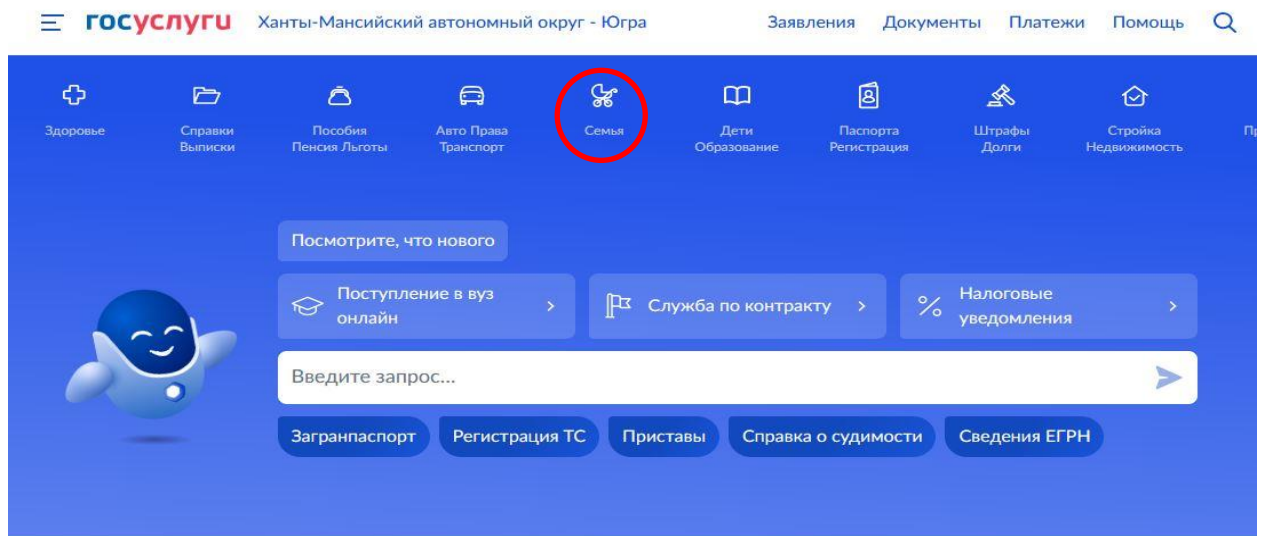 госуслуги Ханты-Мансийский автономный округ - Югра Заявления Документы Платежи Помощь
Здоровье Справки Пособия Авто Права Семья Дети Паспорта Штрафы Стройка
Выписки Пенсия Льготы Транспорт Образование Регистрация Долги Недвижимость
Посмотрите, что нового
Поступление в вуз
онлайн
Служба по контракту
Налоговые
уведомления
Введите запрос...
Загранпаспорт Регистрация ТС Приставы Справка о судимости Сведения ЕГРН